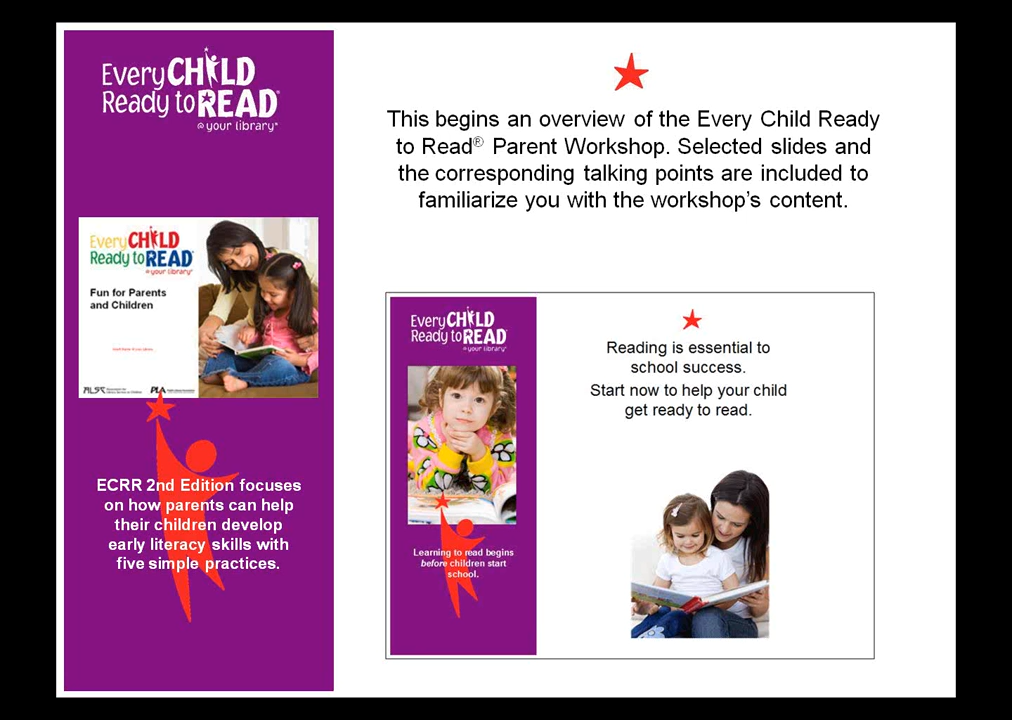 Every CHILD
Ready to READ®
@ your library®
Every CHILD
Ready to READ®
@ your library®
Fun for Parents
and Children
PLA
ECRR 2nd Edition focuses
on how parents can help
their children develop
early literacy skills with
five simple practices.
This begins an overview of the Every Child Ready
to Read® Parent Workshop. Selected slides and
the corresponding talking points are included to
familiarize you with the workshop’s content.
Every CHILD
Ready to READ
@ your library®
Learning to read begins
before children start
school.
Reading is essential to
school success.
Start now to help your child
get ready to read.